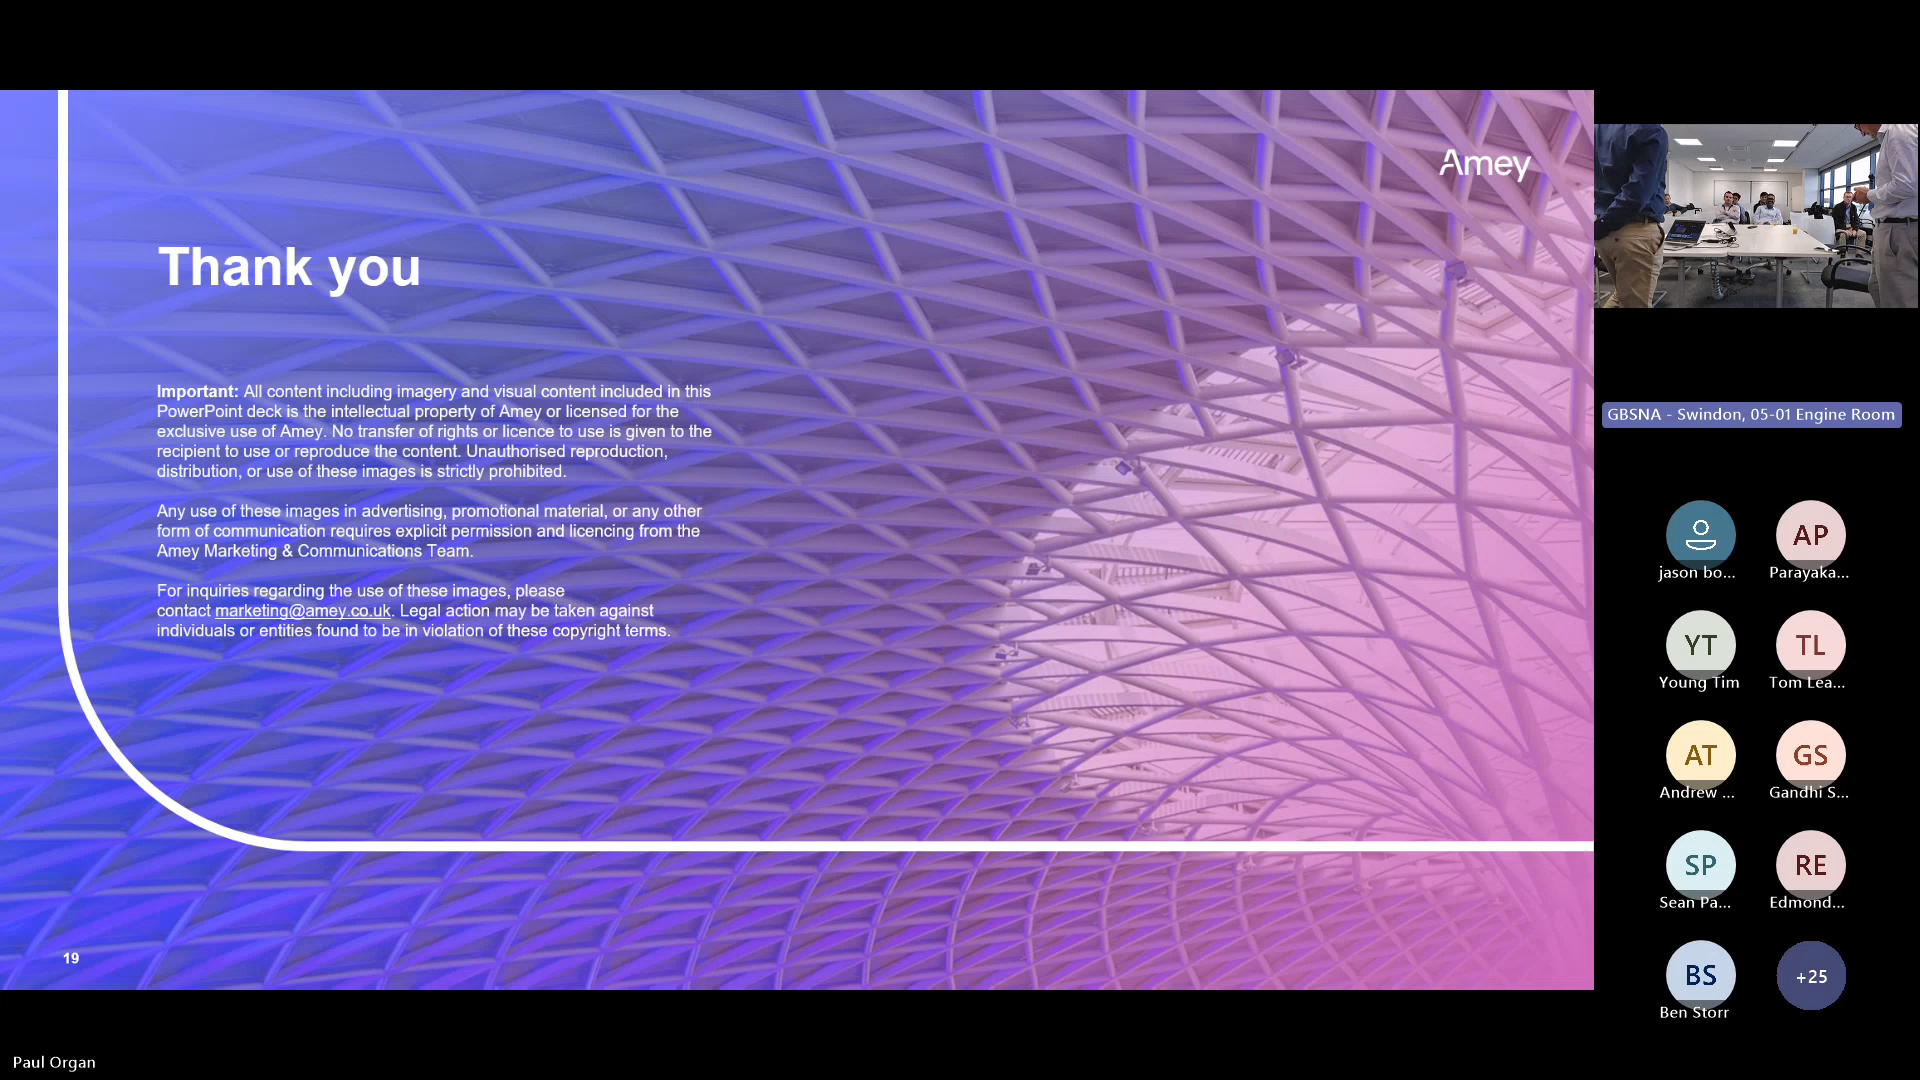 Amey
Thank you
Important: All content including imagery and visual content included in this
PowerPoint deck is the intellectual property of Amey or licensed for the
exclusive use of Amey. No transfer of rights or licence to use is given to the
recipient to use or reproduce the content. Unauthorised reproduction,
distribution, or use of these images is strictly prohibited.
Any use of these images in advertising, promotional material, or any other
form of communication requires explicit permission and licencing from the
Amey Marketing & Communications Team.
For inquiries regarding the use of these images, please
contact marketing@amey.co.uk. Legal action may be taken against
individuals or entities found to be in violation of these copyright terms.
19
Paul Organ
GBSNA - Swindon, 05-01 Engine Room
jason bo...
AP
Parayaka...
YT
Young Tim
TL
Tom Lea...
AT
Andrew ...
GS
Gandhi S...
SP
Sean Pa...
RE
Edmond...
BS
Ben Storr
+25